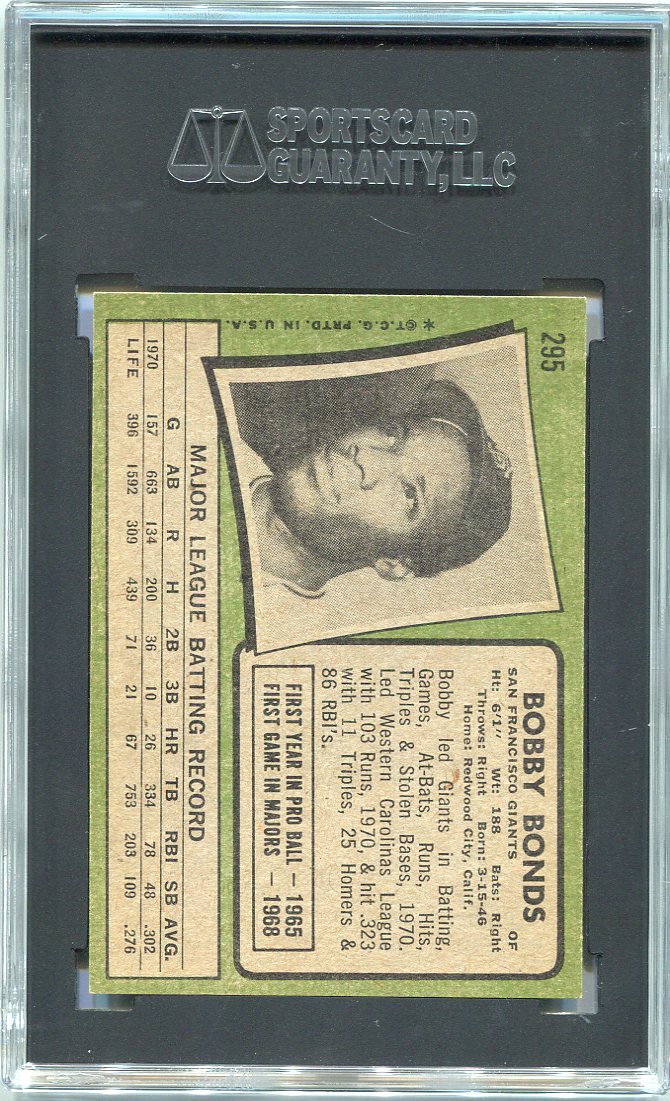 SPORTSCARD
GUARANTY, LLC
295
*©T.C.G. PRTD. IN U.S.A.
BOBBY BONDS
SAN FRANCISCO GIANTS OF
Ht: 6'1" Wt: 188 Bats: Right
Throws: Right Born: 3-15-46
Home: Redwood City, Calif.
Bobby led Giants in Batting,
Games, At-Bats, Runs, Hits,
Triples & Stolen Bases, 1970.
Led Western Carolinas League
with 103 Runs, 1970, & hit .323
with 11 Triples, 25 Homers &
86 RBI's.
FIRST YEAR IN PRO BALL — 1965
FIRST GAME IN MAJORS — 1968
MAJOR LEAGUE BATTING RECORD
G AB R H 2B 3B HR TB RBI SB AVG.
1970 157 663 134 200 36 10 26 334 78 48 .302
LIFE 396 1592 309 439 71 21 67 753 203 109 .276